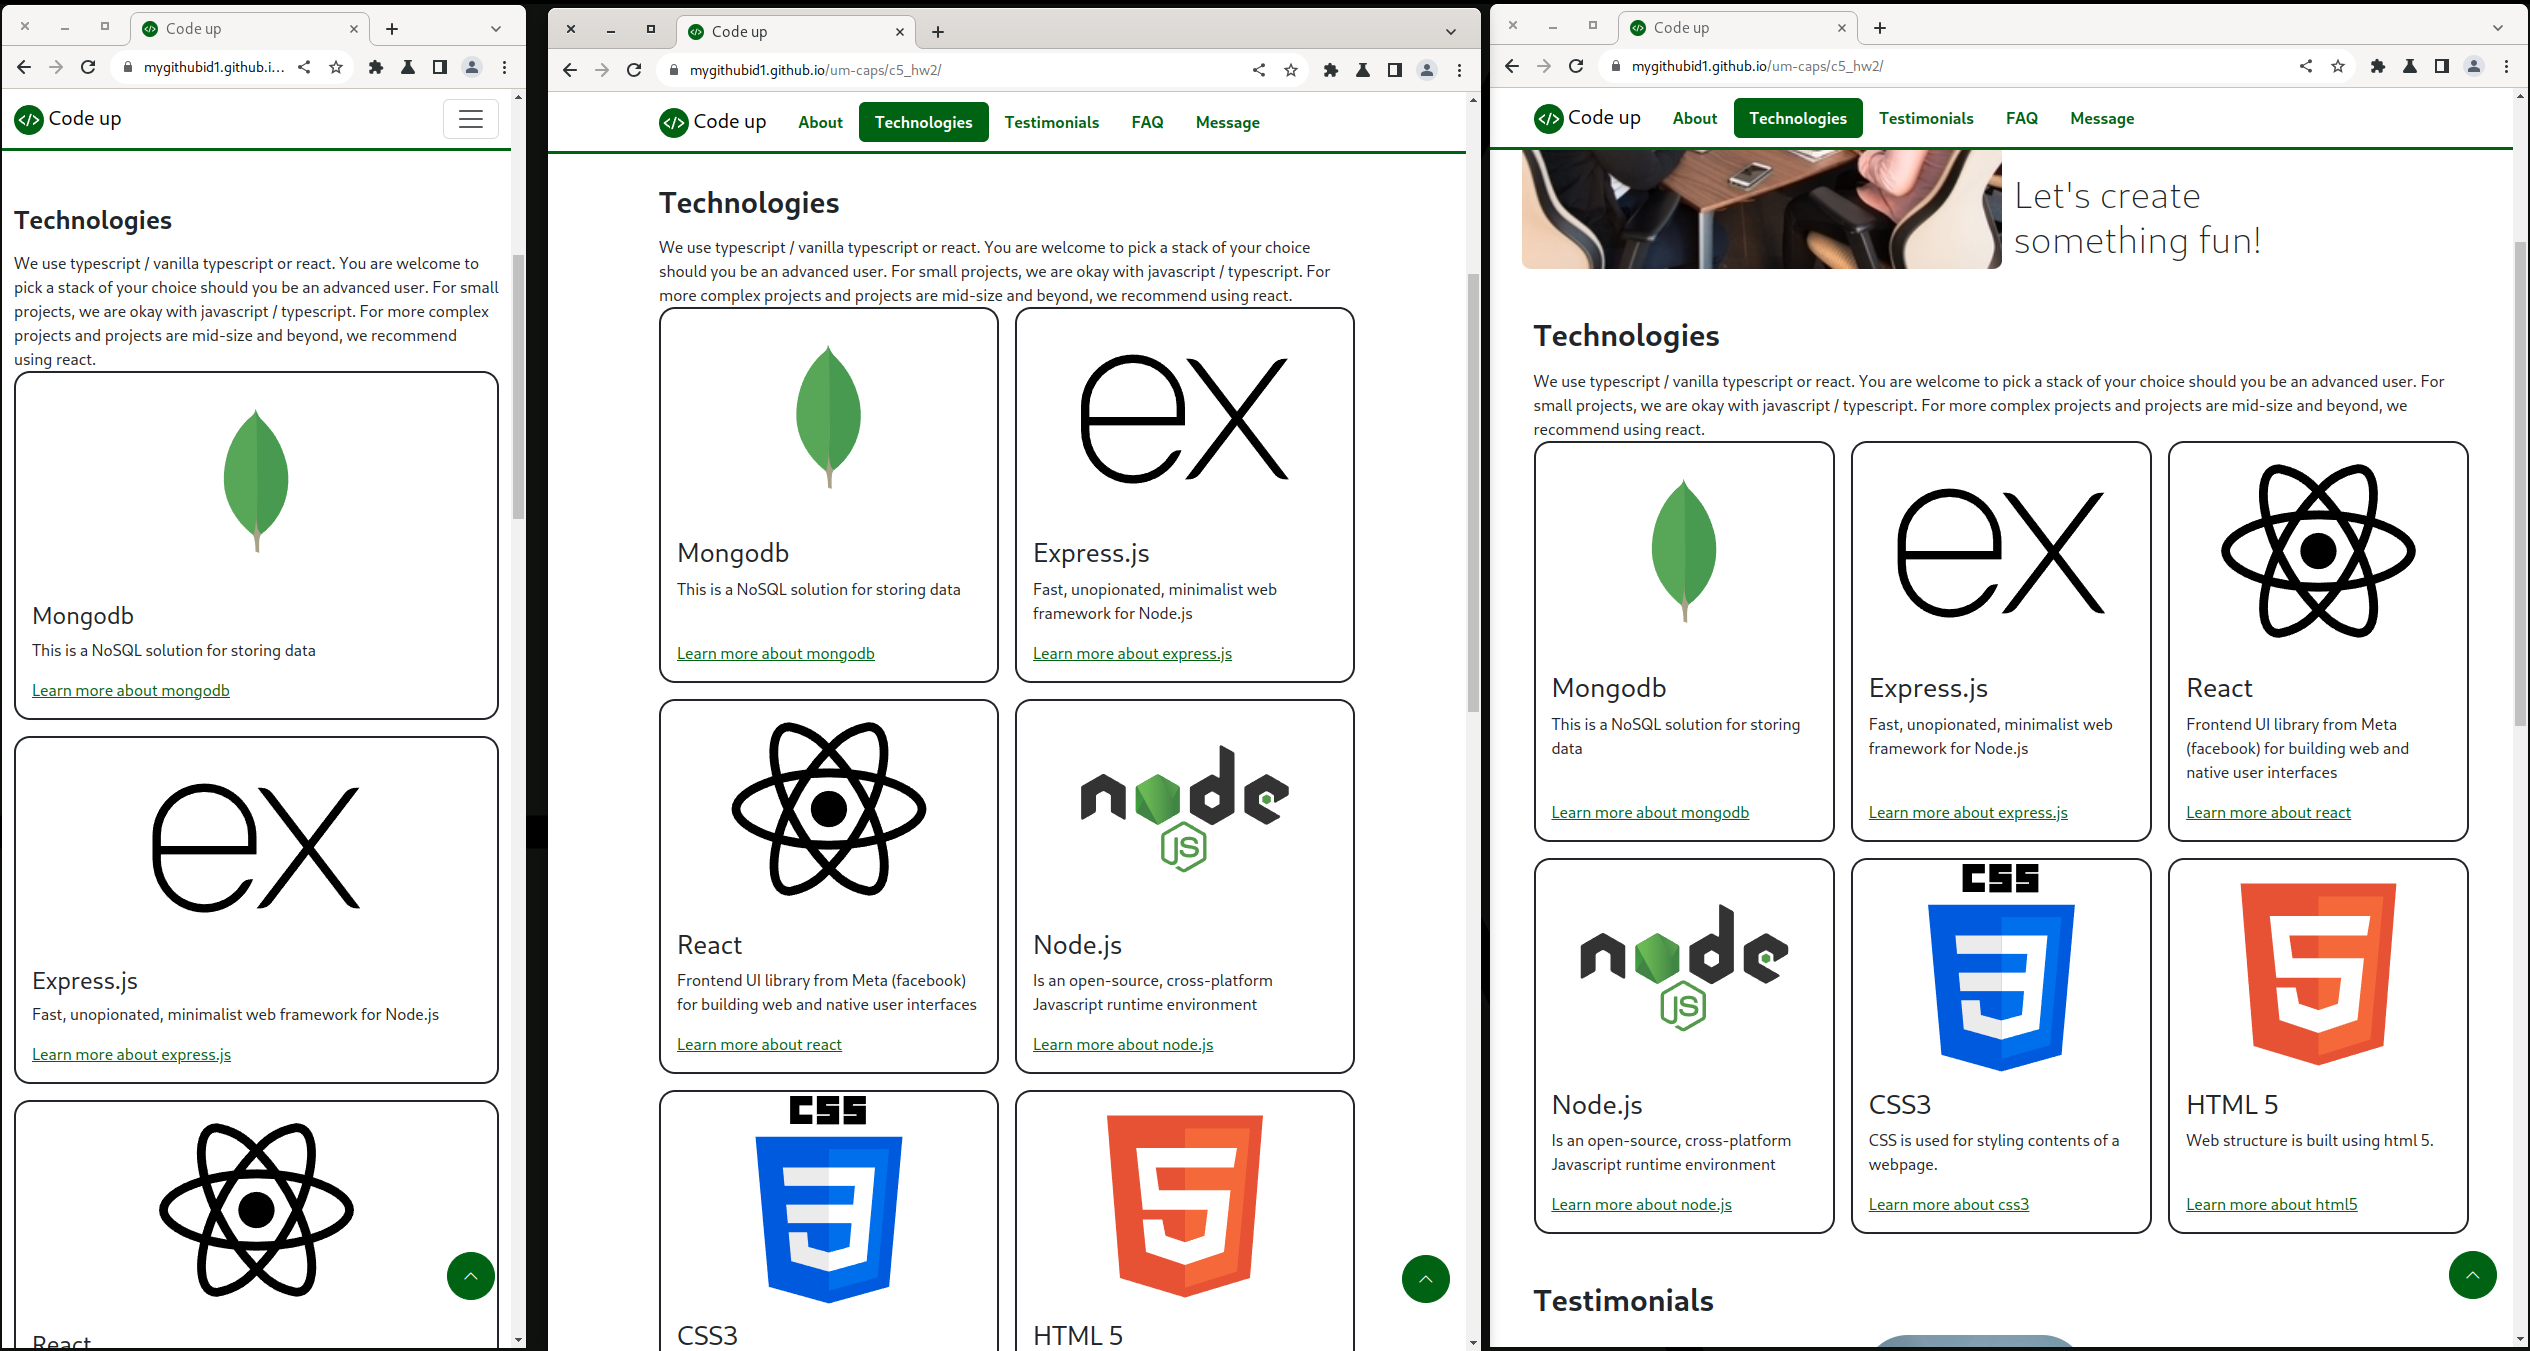 Code up
mygithubid1.github.i...
</> Code up
Technologies
We use typescript / vanilla typescript or react. You are welcome to
pick a stack of your choice should you be an advanced user. For small
projects, we are okay with javascript / typescript. For more complex
projects and projects are mid-size and beyond, we recommend
using react.
Mongodb
This is a NoSQL solution for storing data
Learn more about mongodb
ex
Express.js
Fast, unopionated, minimalist web framework for Node.js
Learn more about express.js
React
Code up
mygithubid1.github.io/um-caps/c5_hw2/
</> Code up About Technologies Testimonials FAQ Message
Technologies
We use typescript / vanilla typescript or react. You are welcome to pick a stack of your choice
should you be an advanced user. For small projects, we are okay with javascript / typescript. For
more complex projects and projects are mid-size and beyond, we recommend using react.
ex
Mongodb
This is a NoSQL solution for storing data
Learn more about mongodb
Express.js
Fast, unopionated, minimalist web
framework for Node.js
Learn more about express.js
node
JS
React
Frontend UI library from Meta (facebook)
for building web and native user interfaces
Learn more about react
Node.js
Is an open-source, cross-platform
Javascript runtime environment
Learn more about node.js
CSS
3
5
CSS3
HTML 5
Code up
mygithubid1.github.io/um-caps/c5_hw2/
</> Code up About Technologies Testimonials FAQ Message
Let's create
something fun!
Technologies
We use typescript / vanilla typescript or react. You are welcome to pick a stack of your choice should you be an advanced user. For
small projects, we are okay with javascript / typescript. For more complex projects and projects are mid-size and beyond, we
recommend using react.
ex
Mongodb
This is a NoSQL solution for storing
data
Learn more about mongodb
Express.js
Fast, unopionated, minimalist web
framework for Node.js
Learn more about express.js
React
Frontend UI library from Meta
(facebook) for building web and
native user interfaces
Learn more about react
node
JS
CSS
3
5
Node.js
Is an open-source, cross-platform
Javascript runtime environment
Learn more about node.js
CSS3
CSS is used for styling contents of a
webpage.
Learn more about css3
HTML 5
Web structure is built using html 5.
Learn more about html5
Testimonials